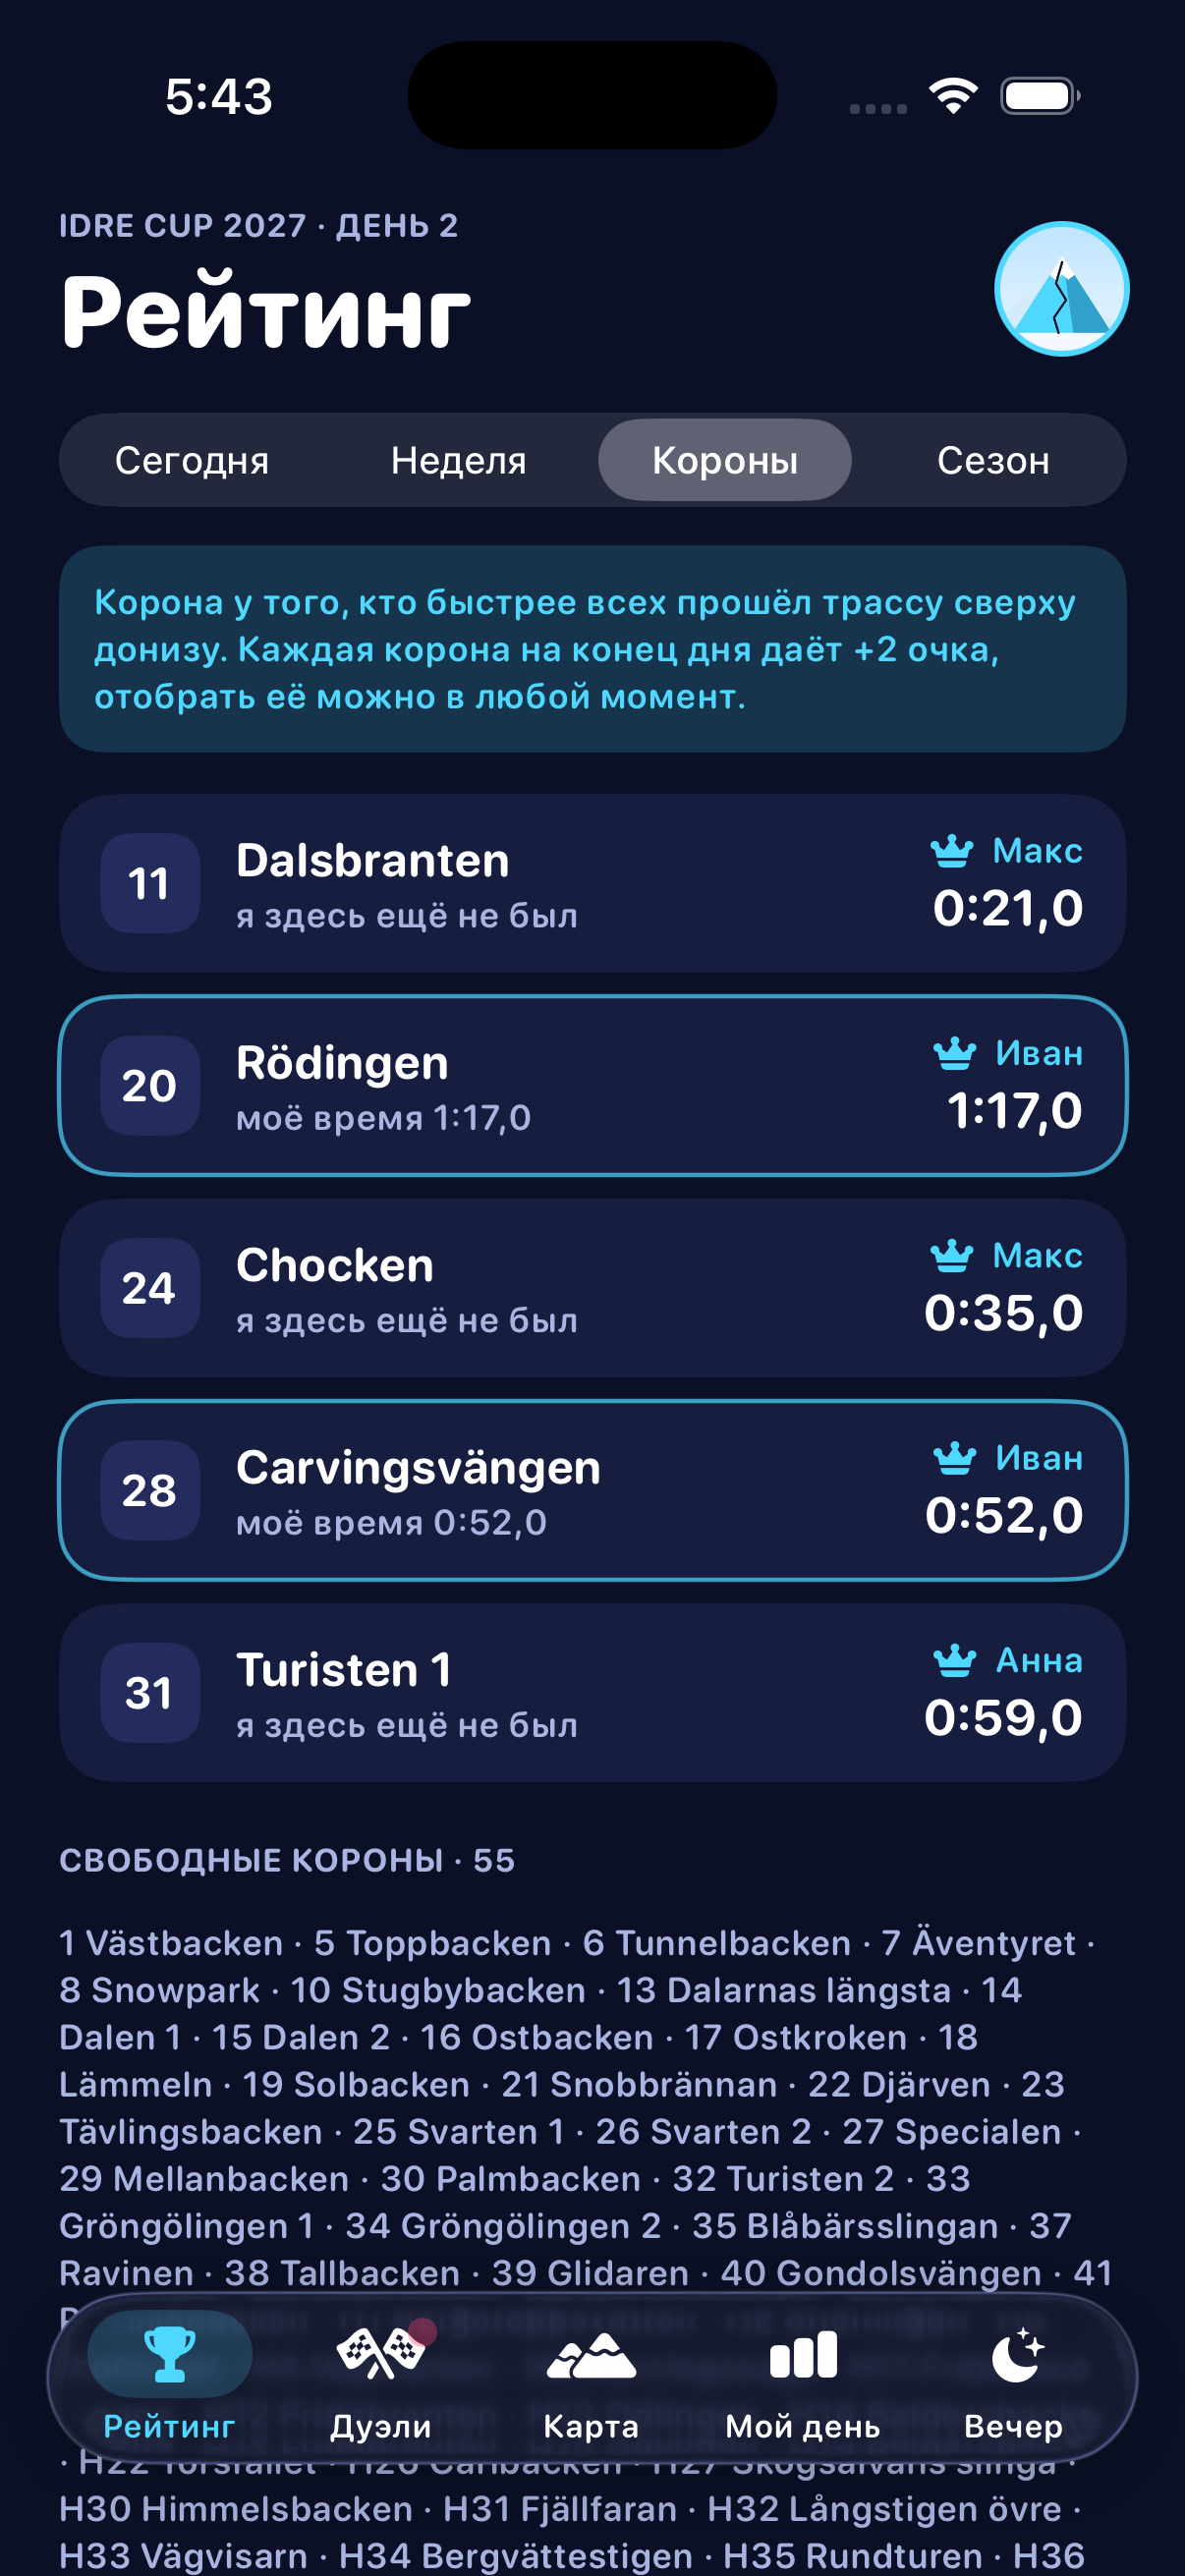 5:43
IDRE CUP 2027 · ДЕНЬ 2
Рейтинг
Сегодня
Неделя
Короны
Сезон
Корона у того, кто быстрее всех прошёл трассу сверху
донизу. Каждая корона на конец дня даёт +2 очка,
отобрать её можно в любой момент.
11
Dalsbranten
я здесь ещё не был
Макс
0:21,0
20
Rödingen
моё время 1:17,0
Иван
1:17,0
24
Chocken
я здесь ещё не был
Макс
0:35,0
28
Carvingsvängen
моё время 0:52,0
Иван
0:52,0
31
Turisten 1
я здесь ещё не был
Анна
0:59,0
СВОБОДНЫЕ КОРОНЫ · 55
1 Västbacken · 5 Toppbacken · 6 Tunnelbacken · 7 Äventyret ·
8 Snowpark · 10 Stugbybacken · 13 Dalarnas längsta · 14
Dalen 1 · 15 Dalen 2 · 16 Ostbacken · 17 Ostkroken · 18
Lämmeln · 19 Solbacken · 21 Snobbrännan · 22 Djärven · 23
Tävlingsbacken · 25 Svarten 1 · 26 Svarten 2 · 27 Specialen ·
29 Mellanbacken · 30 Palmbacken · 32 Turisten 2 · 33
Gröngölingen 1 · 34 Gröngölingen 2 · 35 Blåbärsslingan · 37
Ravinen · 38 Tallbacken · 39 Glidaren · 40 Gondolsvängen · 41
Рейтинг
Дуэли
Карта
Мой день
Вечер
· H22 Torsfallet · H26 Caribacken · H27 Skogsalvans slinga ·
H30 Himmelsbacken · H31 Fjällfaran · H32 Långstigen övre ·
H33 Vägvisarn · H34 Bergvättestigen · H35 Rundturen · H36